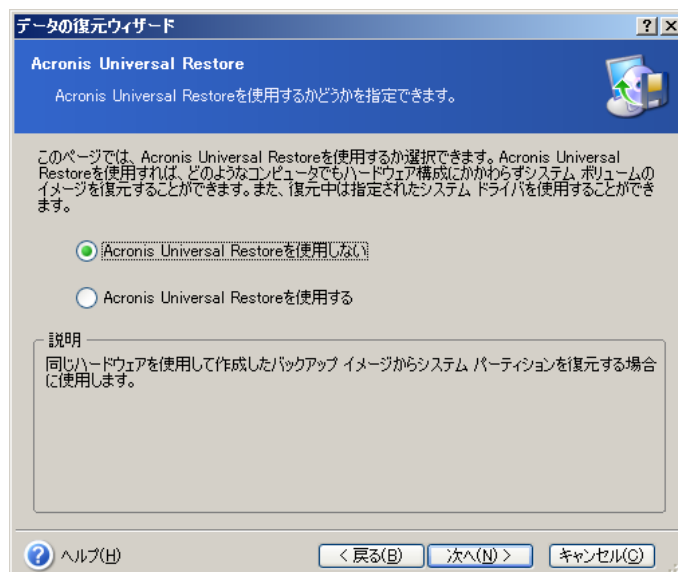 データの復元ウィザード
Acronis Universal Restore
Acronis Universal Restoreを使用するかどうかを指定できます。
このページでは、Acronis Universal Restoreを使用するか選択できます。Acronis Universal
Restoreを使用すれば、どのようなコンピュータでもハードウェア構成にかかわらずシステム ボリュームの
イメージを復元することができます。また、復元中は指定されたシステム ドライバを使用することができ
ます。
Acronis Universal Restoreを使用しない
Acronis Universal Restoreを使用する
説明
同じハードウェアを使用して作成したバックアップ イメージからシステム パーティションを復元する場合
に使用します。
ヘルプ(H) < 戻る(B) 次へ(N) > キャンセル(C)